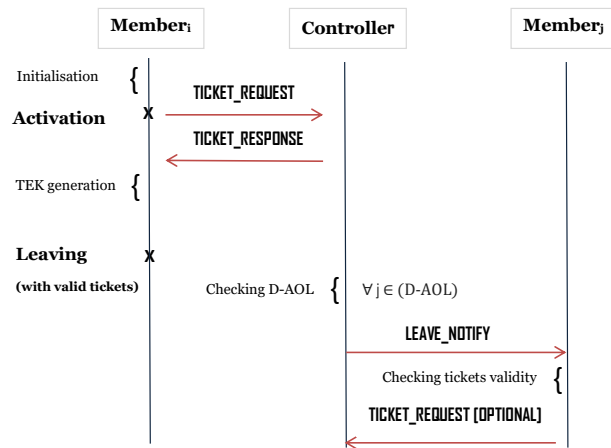 Memberᵢ
Controller
Memberⱼ
Initialisation {
TICKET_REQUEST
Activation x
TICKET_RESPONSE
TEK generation {
Leaving x
(with valid tickets)
Checking D-AOL { ∀ j ∈ (D-AOL)
LEAVE_NOTIFY
Checking tickets validity {
TICKET_REQUEST (OPTIONAL)